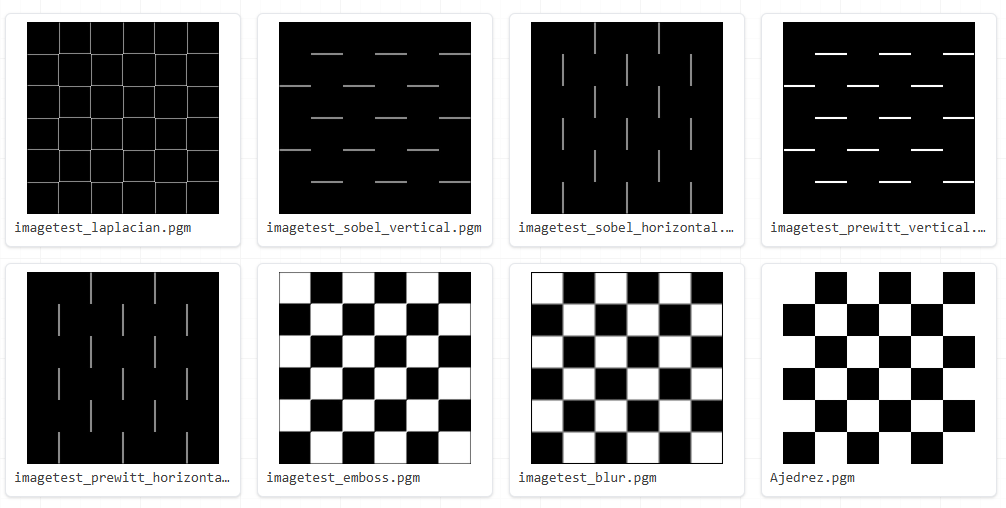 imagetest_laplacian.pgm
imagetest_sobel_vertical.pgm
imagetest_sobel_horizontal.…
imagetest_prewitt_vertical.…
imagetest_prewitt_horizonta…
imagetest_emboss.pgm
imagetest_blur.pgm
Ajedrez.pgm